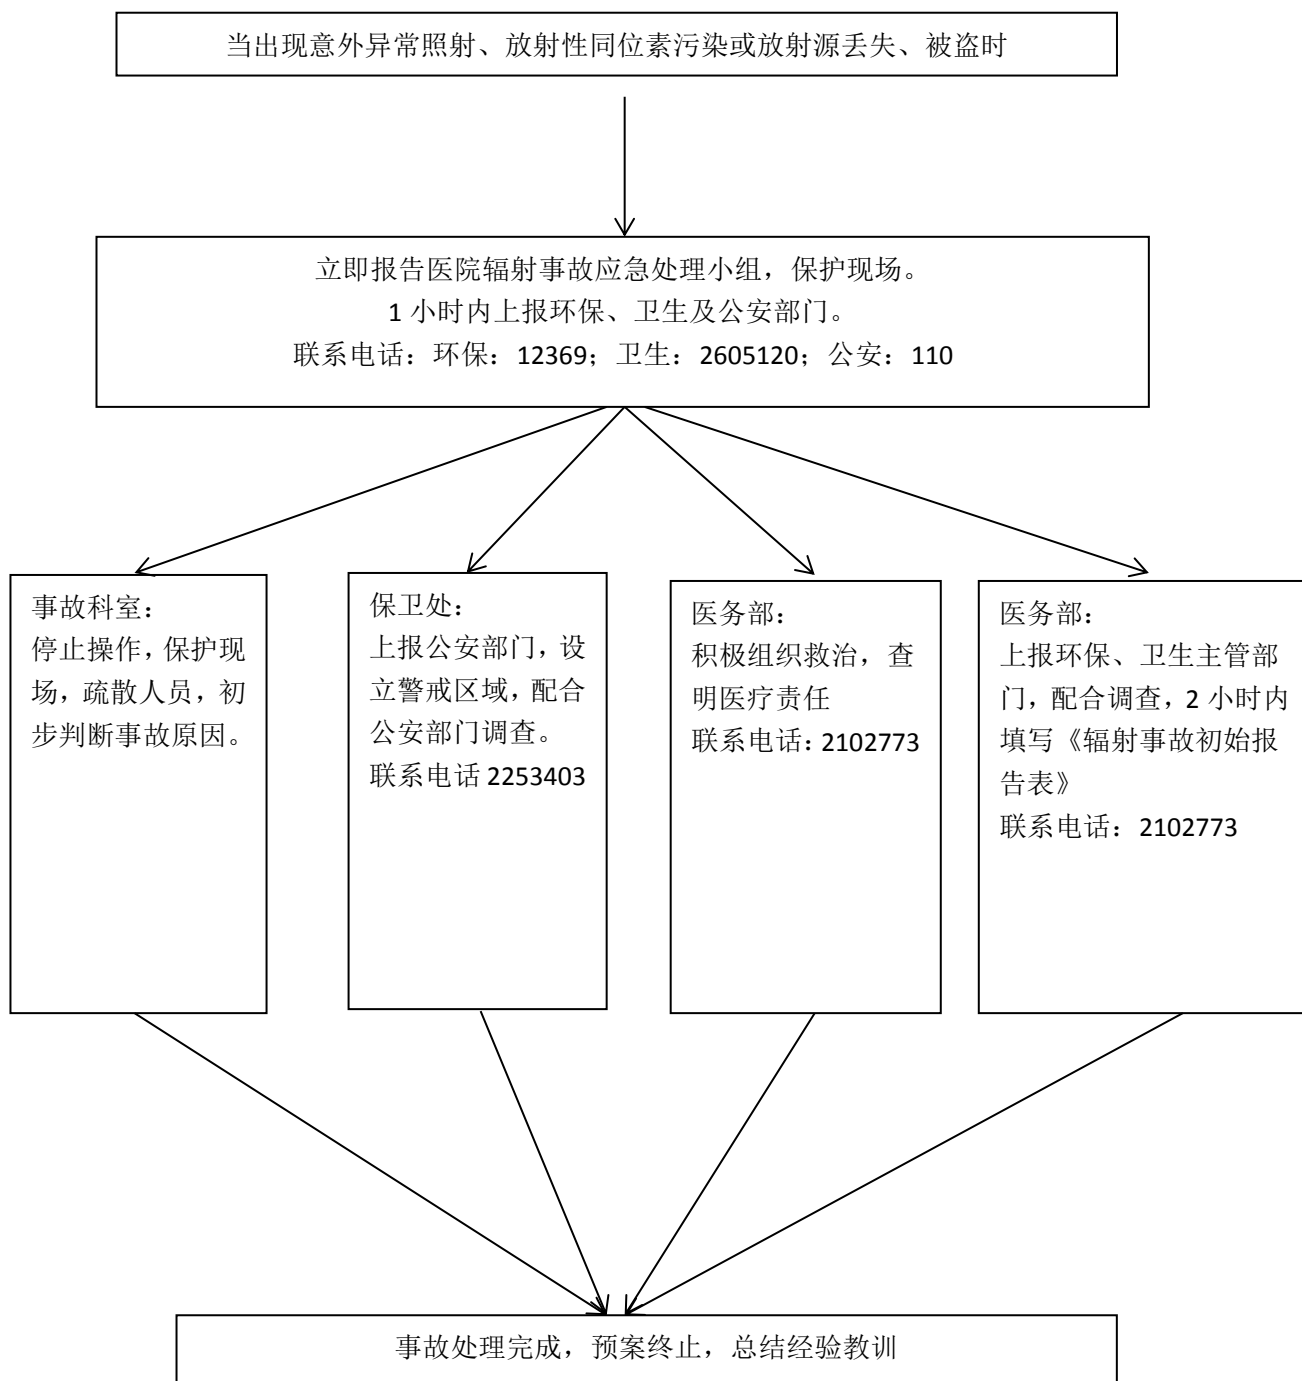 当出现意外异常照射、放射性同位素污染或放射源丢失、被盗时
立即报告医院辐射事故应急处理小组，保护现场。
1 小时内上报环保、卫生及公安部门。
联系电话：环保：12369；卫生：2605120；公安：110
事故科室：
停止操作，保护现
场，疏散人员，初
步判断事故原因。
保卫处：
上报公安部门，设
立警戒区域，配合
公安部门调查。
联系电话 2253403
医务部：
积极组织救治，查
明医疗责任
联系电话：2102773
医务部：
上报环保、卫生主管部
门，配合调查，2 小时内
填写《辐射事故初始报
告表》
联系电话：2102773
事故处理完成，预案终止，总结经验教训